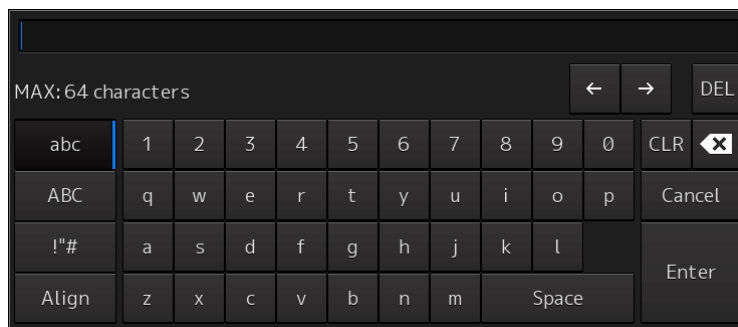 MAX: 64 characters ← → DEL
abc 1 2 3 4 5 6 7 8 9 0 CLR
ABC q w e r t y u i o p Cancel
!"# a s d f g h j k l
Enter
Align z x c v b n m Space